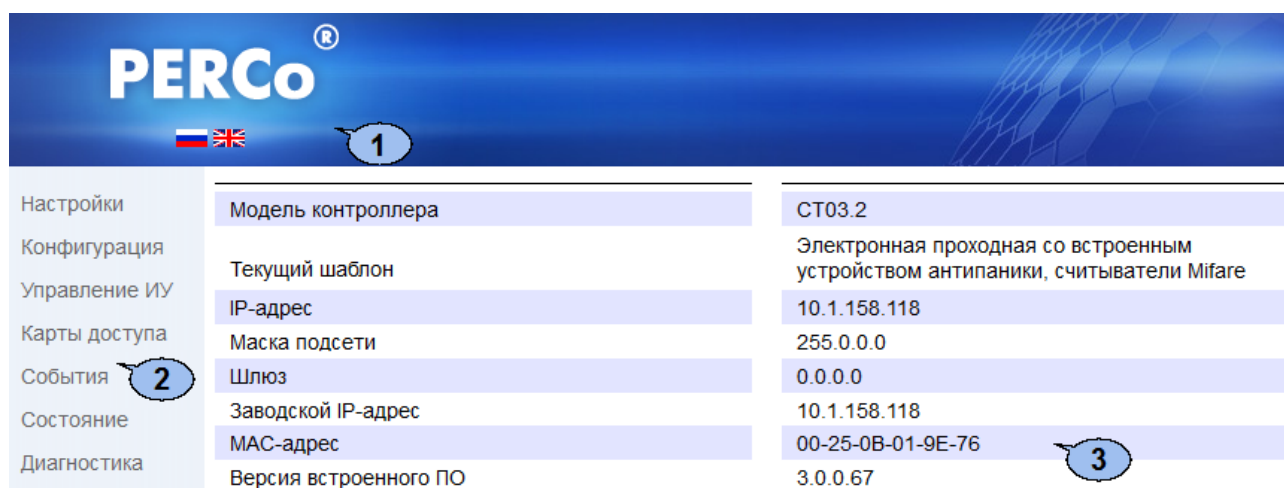 PERCo®
1
Настройки
Конфигурация
Управление ИУ
Карты доступа
События
2
Состояние
Диагностика
Модель контроллера CT03.2
Текущий шаблон Электронная проходная со встроенным
устройством антипаники, считыватели Mifare
IP-адрес 10.1.158.118
Маска подсети 255.0.0.0
Шлюз 0.0.0.0
Заводской IP-адрес 10.1.158.118
MAC-адрес 00-25-0B-01-9E-76
3
Версия встроенного ПО 3.0.0.67